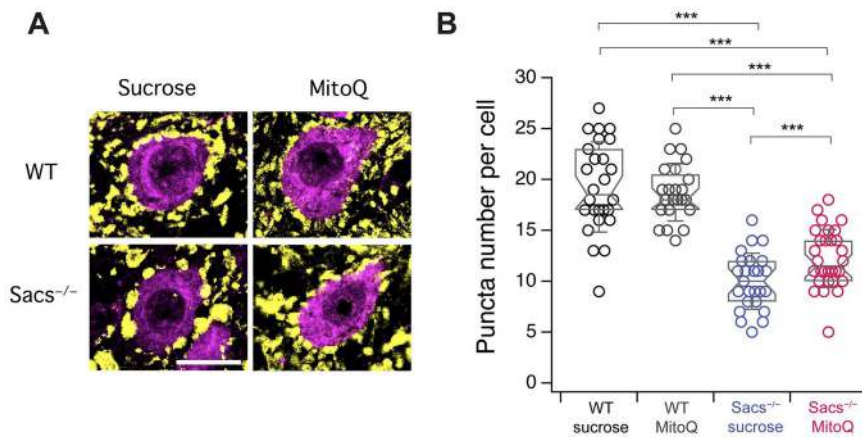 A
Sucrose MitoQ
WT
Sacs⁻/⁻
B
***
***
***
***
***
Puncta number per cell
30
25
20
15
10
5
0
WT sucrose
WT MitoQ
Sacs⁻/⁻ sucrose
Sacs⁻/⁻ MitoQ